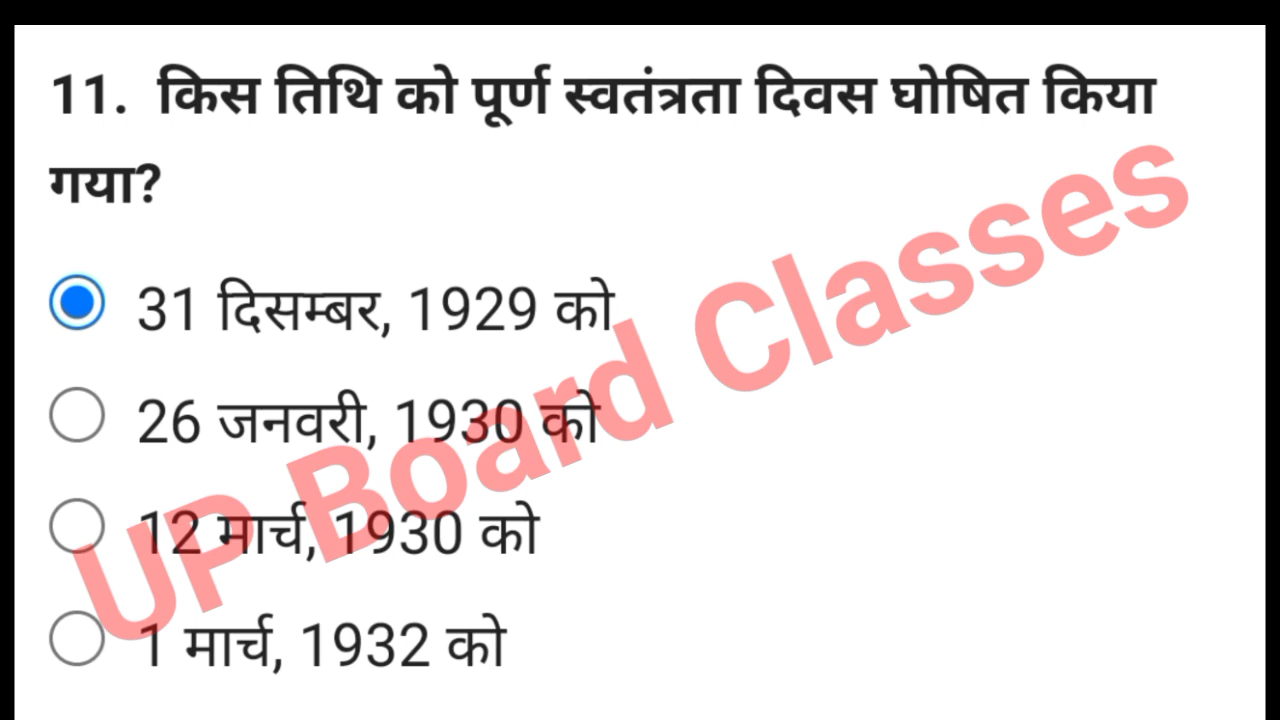 11. किस तिथि को पूर्ण स्वतंत्रता दिवस घोषित किया
गया?
31 दिसम्बर, 1929 को
26 जनवरी, 1930 को
12 मार्च, 1930 को
1 मार्च, 1932 को
UP Board Classes